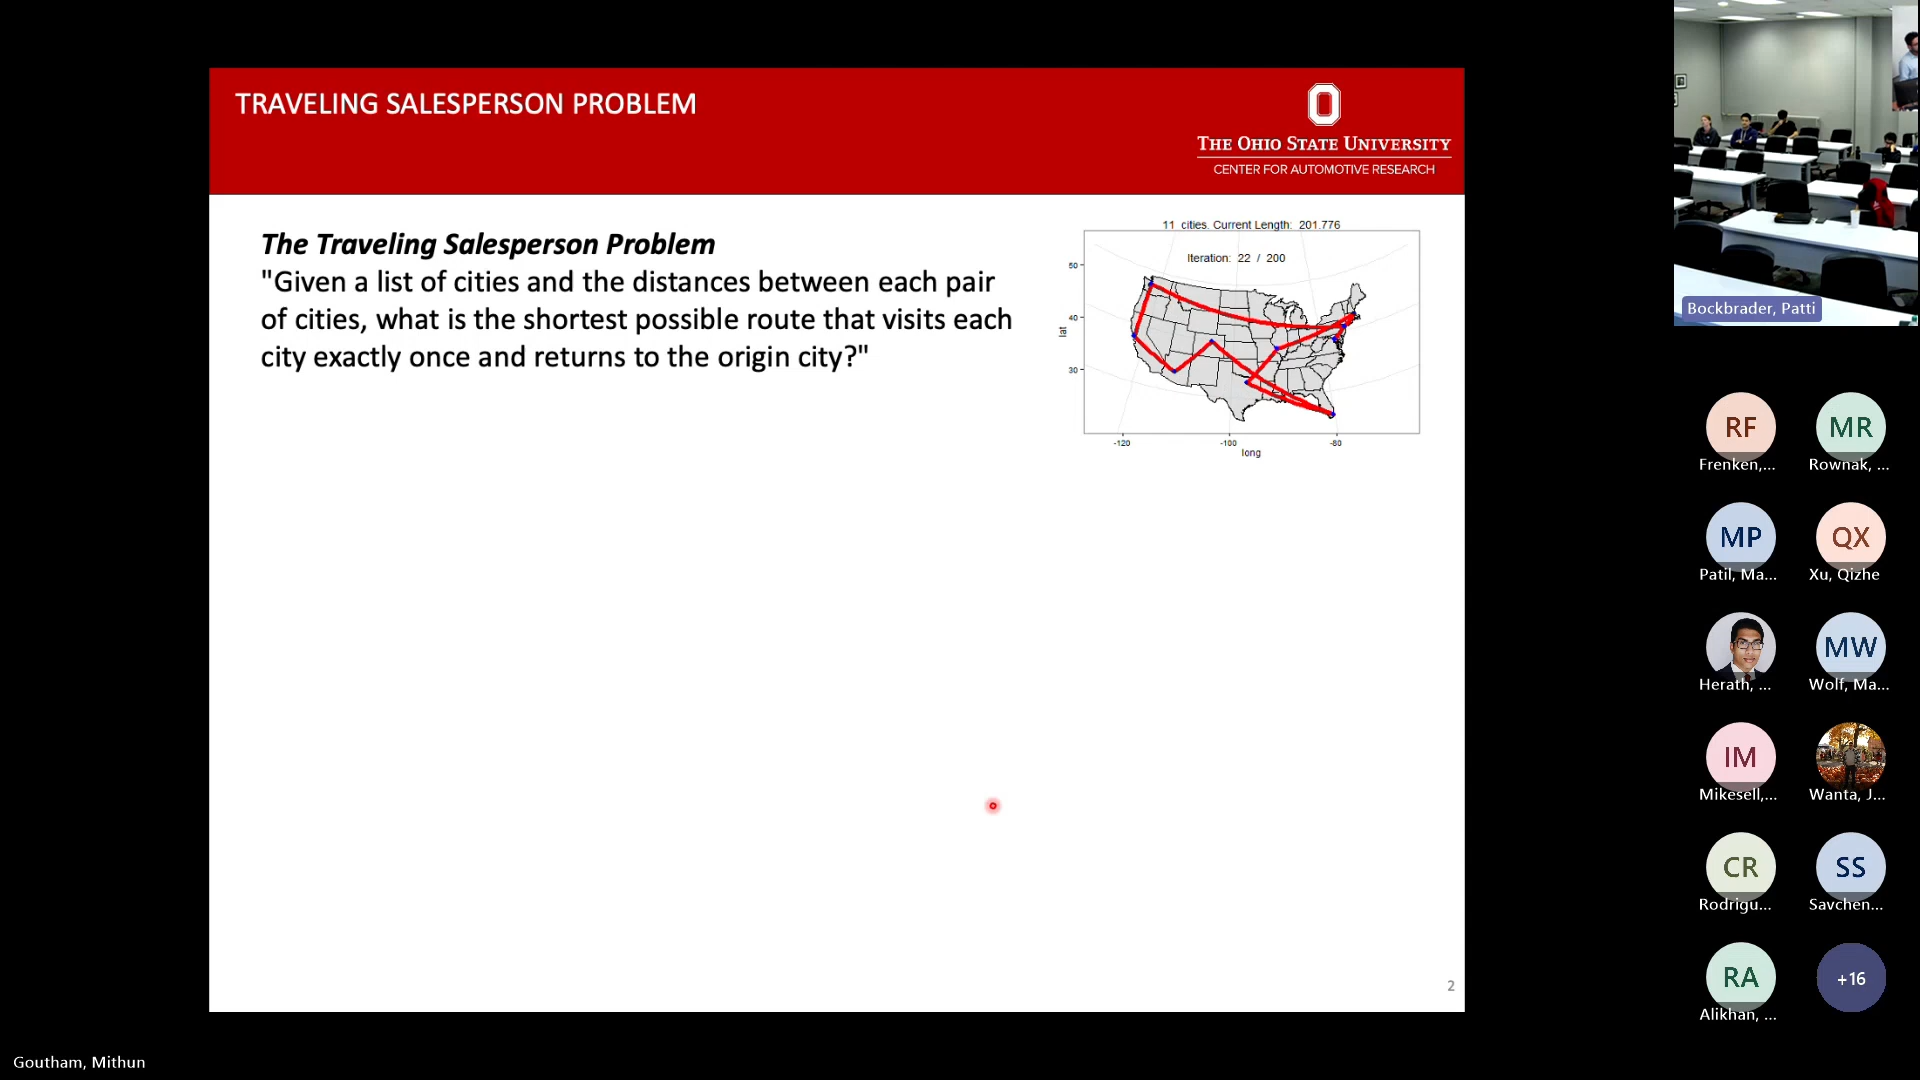 TRAVELING SALESPERSON PROBLEM
O
THE OHIO STATE UNIVERSITY
CENTER FOR AUTOMOTIVE RESEARCH
The Traveling Salesperson Problem
"Given a list of cities and the distances between each pair
of cities, what is the shortest possible route that visits each
city exactly once and returns to the origin city?"
11 cities. Current Length: 201.776
Iteration: 22 / 200
50
40
30
lat
-120
-100
-80
long
2
Bockbrader, Patti
RF
MR
Frenken,...
Rownak, ...
MP
QX
Patil, Ma...
Xu, Qizhe
MW
Herath, ...
Wolf, Ma...
IM
Mikesell,...
Wanta, J...
CR
SS
Rodrigu...
Savchen...
RA
+16
Alikhan, ...
Goutham, Mithun